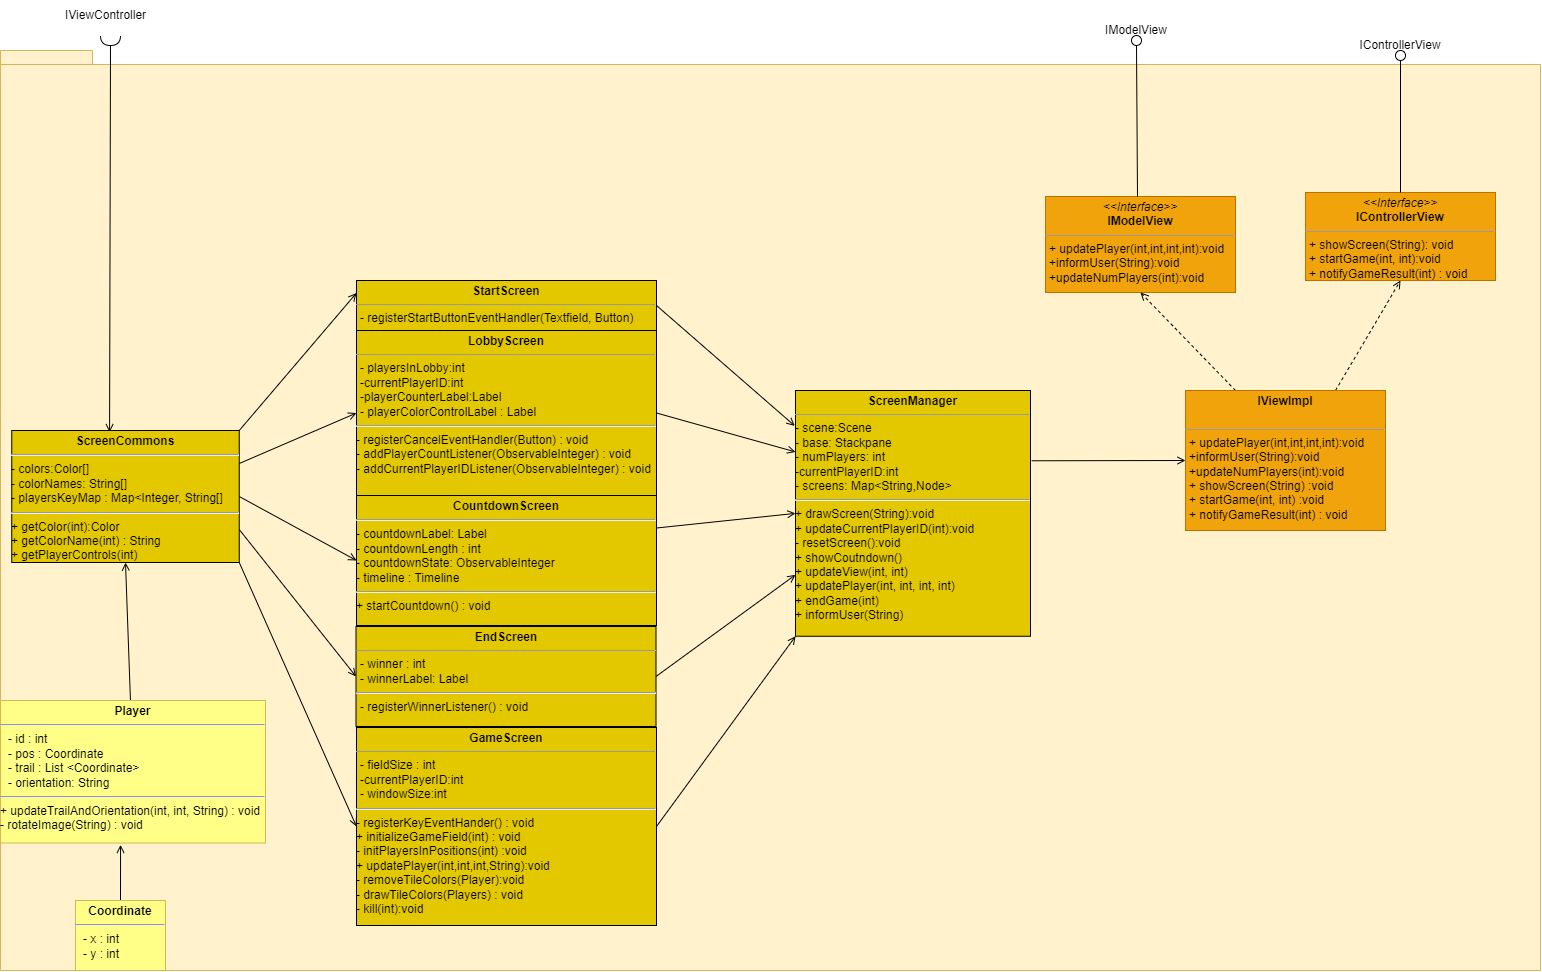 IViewController
IModelView
IControllerView
<<Interface>>
IModelView
+ updatePlayer(int,int,int,int):void
+informUser(String):void
+updateNumPlayers(int):void
<<Interface>>
IControllerView
+ showScreen(String): void
+ startGame(int, int):void
+ notifyGameResult(int) : void
StartScreen
- registerStartButtonEventHandler(Textfield, Button)
LobbyScreen
- playersInLobby:int
-currentPlayerID:int
-playerCounterLabel:Label
- playerColorControlLabel : Label
- registerCancelEventHandler(Button) : void
- addPlayerCountListener(ObservableInteger) : void
- addCurrentPlayerIDListener(ObservableInteger) : void
CountdownScreen
- countdownLabel: Label
- countdownLength : int
- countdownState: ObservableInteger
- timeline : Timeline
+ startCountdown() : void
EndScreen
- winner : int
- winnerLabel: Label
- registerWinnerListener() : void
GameScreen
- fieldSize : int
-currentPlayerID:int
- windowSize:int
- registerKeyEventHander() : void
+ initializeGameField(int) : void
- initPlayersInPositions(int) :void
+ updatePlayer(int,int,int,String):void
- removeTileColors(Player):void
- drawTileColors(Players) : void
- kill(int):void
ScreenManager
- scene:Scene
- base: Stackpane
- numPlayers: int
-currentPlayerID:int
- screens: Map<String,Node>
+ drawScreen(String):void
+ updateCurrentPlayerID(int):void
- resetScreen():void
+ showCoutndown()
+ updateView(int, int)
+ updatePlayer(int, int, int, int)
+ endGame(int)
+ informUser(String)
IViewImpl
+ updatePlayer(int,int,int,int):void
+informUser(String):void
+updateNumPlayers(int):void
+ showScreen(String) :void
+ startGame(int, int) :void
+ notifyGameResult(int) : void
ScreenCommons
- colors:Color[]
- colorNames: String[]
- playersKeyMap : Map<Integer, String[]
+ getColor(int):Color
+ getColorName(int) : String
+ getPlayerControls(int)
Player
- id : int
- pos : Coordinate
- trail : List <Coordinate>
- orientation: String
+ updateTrailAndOrientation(int, int, String) : void
- rotateImage(String) : void
Coordinate
- x : int
- y : int